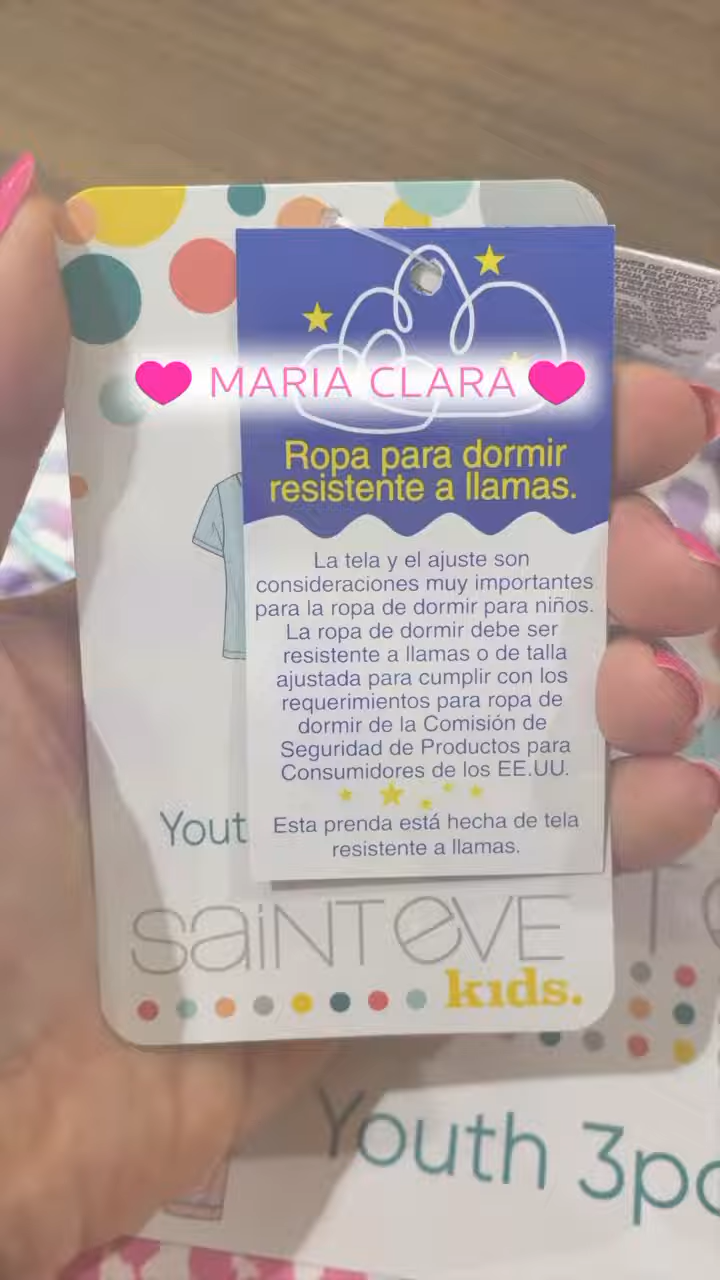 ONES DE CUIDADO
♥ MARIA CLARA ♥
Ropa para dormir
resistente a llamas.
La tela y el ajuste son
consideraciones muy importantes
para la ropa de dormir para niños.
La ropa de dormir debe ser
resistente a llamas o de talla
ajustada para cumplir con los
requerimientos para ropa de
dormir de la Comisión de
Seguridad de Productos para
Consumidores de los EE.UU.
Esta prenda está hecha de tela
resistente a llamas.
Yout
SaiNT eVE
kids.
Youth 3pc